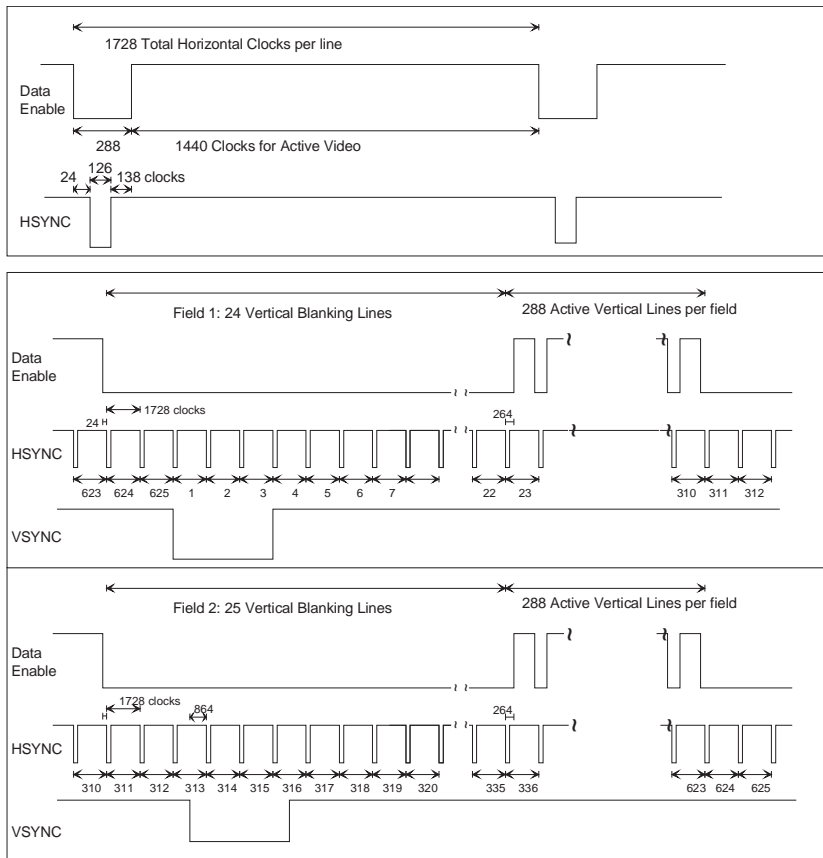 1728 Total Horizontal Clocks per line
Data
Enable
288
1440 Clocks for Active Video
126
24
138 clocks
HSYNC
Field 1: 24 Vertical Blanking Lines
288 Active Vertical Lines per field
Data
Enable
1728 clocks
24
264
HSYNC
623 624 625 1 2 3 4 5 6 7 22 23 310 311 312
VSYNC
Field 2: 25 Vertical Blanking Lines
288 Active Vertical Lines per field
Data
Enable
1728 clocks
864
264
HSYNC
310 311 312 313 314 315 316 317 318 319 320 335 336 623 624 625
VSYNC